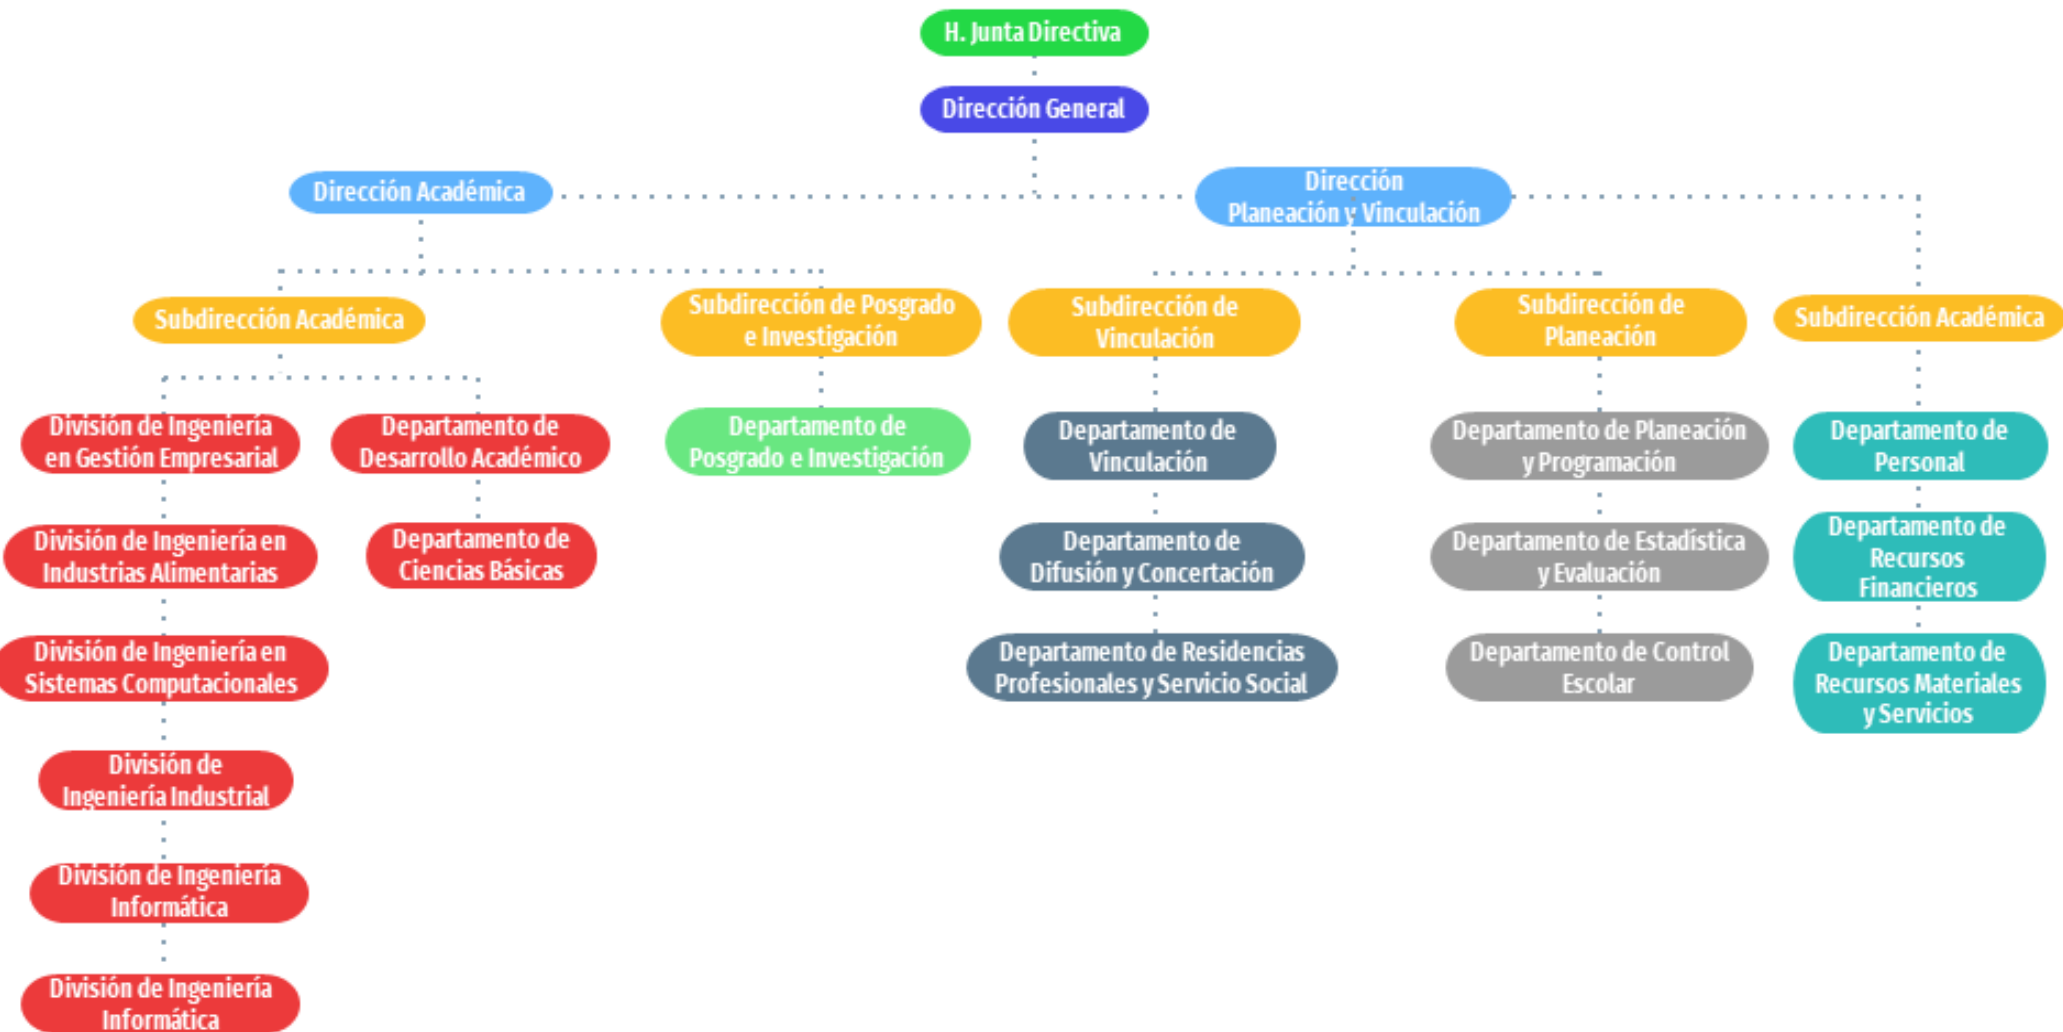 H. Junta Directiva
Dirección General
Dirección Académica
Dirección
Planeación y Vinculación
Subdirección Académica
Subdirección de Posgrado
e Investigación
Subdirección de
Vinculación
Subdirección de
Planeación
Subdirección Académica
División de Ingeniería
en Gestión Empresarial
Departamento de
Desarrollo Académico
Departamento de
Posgrado e Investigación
Departamento de
Vinculación
Departamento de Planeación
y Programación
Departamento de
Personal
División de Ingeniería en
Industrias Alimentarias
Departamento de
Ciencias Básicas
Departamento de
Difusión y Concertación
Departamento de Estadística
y Evaluación
Departamento de
Recursos
Financieros
División de Ingeniería en
Sistemas Computacionales
Departamento de Residencias
Profesionales y Servicio Social
Departamento de Control
Escolar
Departamento de
Recursos Materiales
y Servicios
División de
Ingeniería Industrial
División de Ingeniería
Informática
División de Ingeniería
Informática